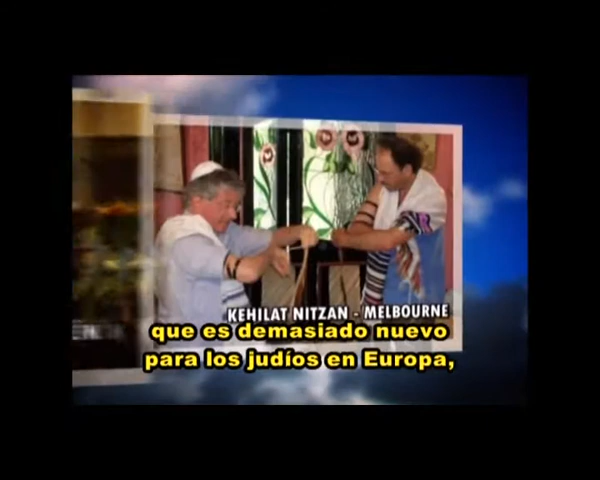 KEHILAT NITZAN - MELBOURNE
que es demasiado nuevo
para los judíos en Europa,